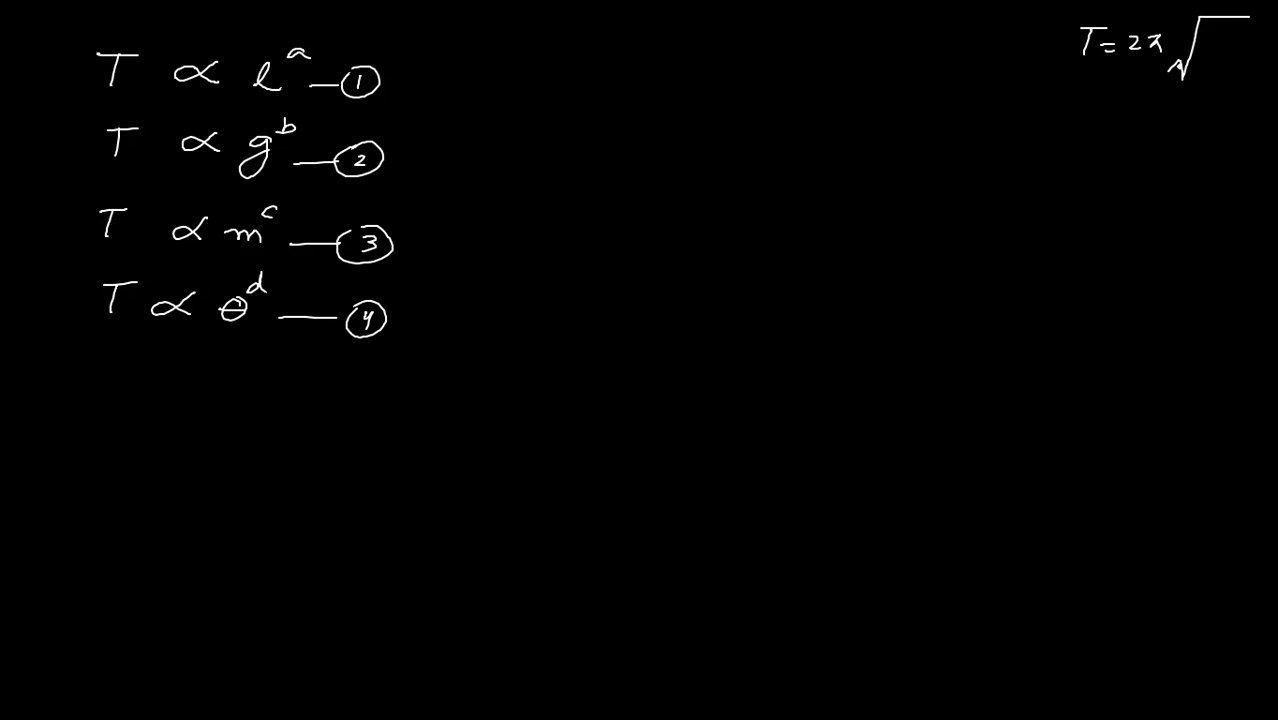 T ∝ l^a —①
T ∝ g^b —②
T ∝ m^c —③
T ∝ θ^d —④
T = 2π√